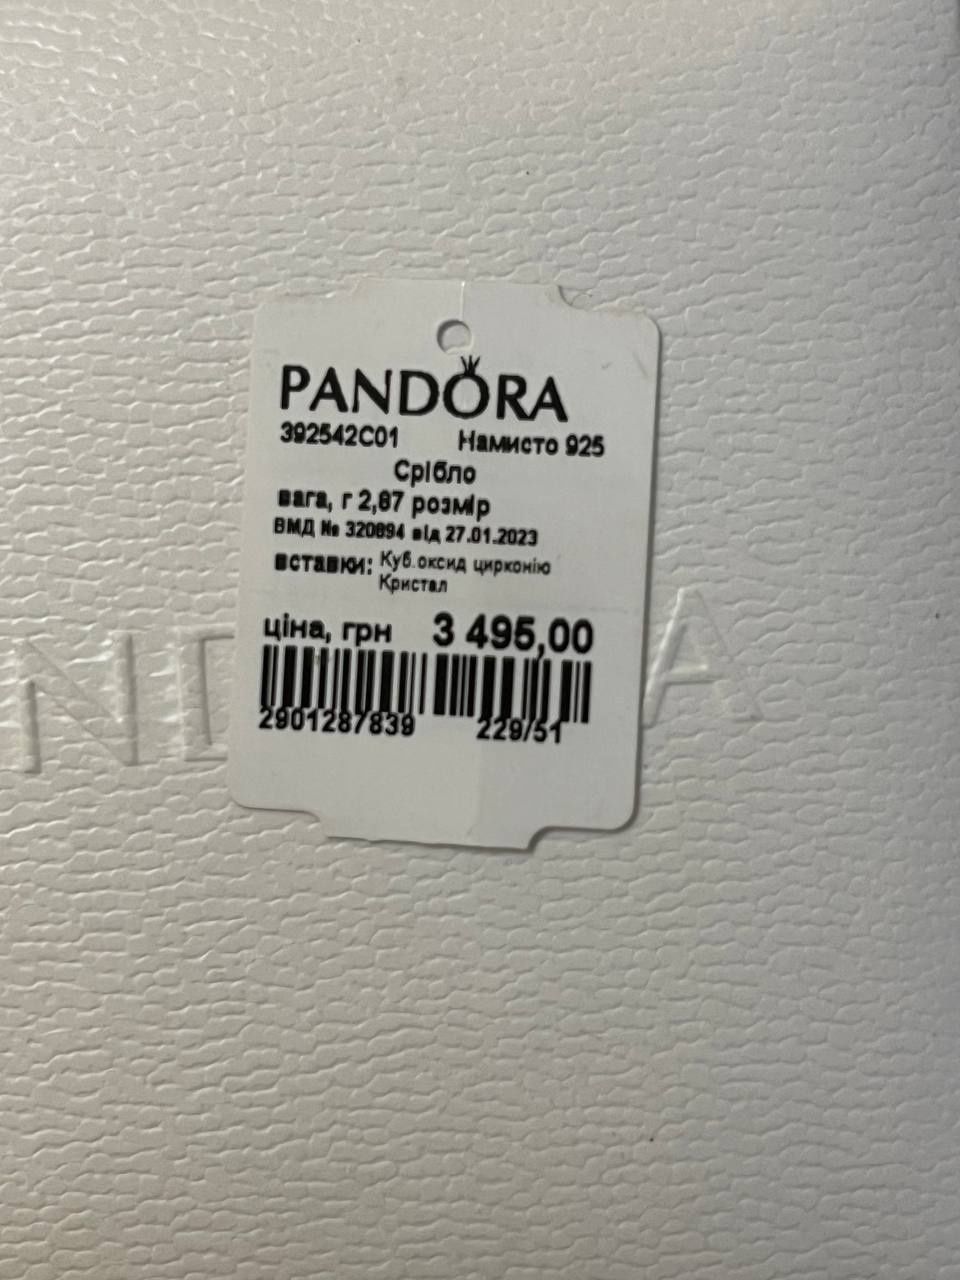 PANDORA
392542C01 Намисто 925
Срібло
вага, г 2,87 розмір
ВМД № 320894 від 27.01.2023
вставки: Куб.оксид цирконію
Кристал
ціна, грн 3 495,00
2901287839 229/51